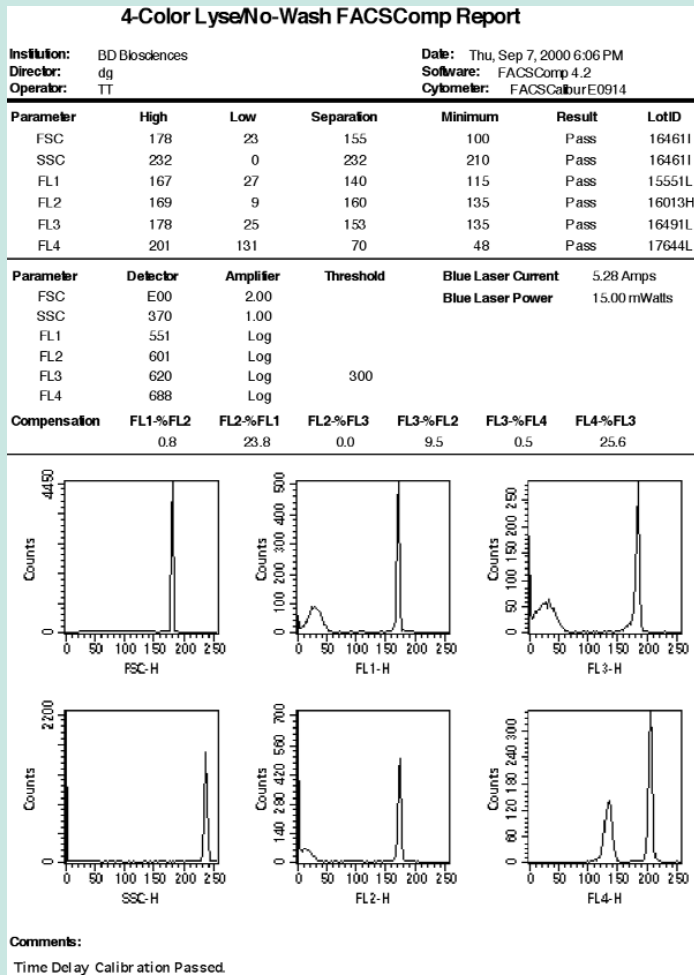 4-Color Lyse/No-Wash FACSComp Report
Institution: BD Biosciences Date: Thu, Sep 7, 2000 6:06 PM
Director: dg Software: FACSComp 4.2
Operator: TT Cytometer: FACSCalibur E0914
Parameter High Low Separation Minimum Result LotID
FSC 178 23 155 100 Pass 16461I
SSC 232 0 232 210 Pass 16461I
FL1 167 27 140 115 Pass 15551L
FL2 169 9 160 135 Pass 16013H
FL3 178 25 153 135 Pass 16491L
FL4 201 131 70 48 Pass 17644L
Parameter Detector Amplifier Threshold Blue Laser Current 5.28 Amps
FSC E00 2.00 Blue Laser Power 15.00 mWatts
SSC 370 1.00
FL1 551 Log
FL2 601 Log
FL3 620 Log 300
FL4 688 Log
Compensation FL1-%FL2 FL2-%FL1 FL2-%FL3 FL3-%FL2 FL3-%FL4 FL4-%FL3
0.8 23.8 0.0 9.5 0.5 25.6
4450
0
Counts
0 50 100 150 200 250
FSC-H
500
400
300
200
100
0
Counts
0 50 100 150 200 250
FL1-H
250
200
150
100
50
0
Counts
0 50 100 150 200 250
FL3-H
2200
0
Counts
0 50 100 150 200 250
SSC-H
700
560
420
280
140
0
Counts
0 50 100 150 200 250
FL2-H
300
240
180
120
60
0
Counts
0 50 100 150 200 250
FL4-H
Comments:
Time Delay Calibration Passed.